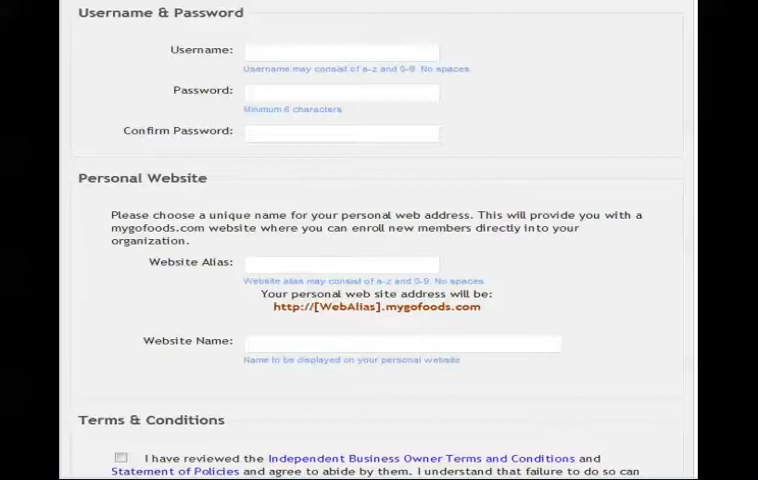 Username & Password
Username:
Username may consist of a-z and 0-9. No spaces.
Password:
Minimum 6 characters
Confirm Password:
Personal Website
Please choose a unique name for your personal web address. This will provide you with a
mygofoods.com website where you can enroll new members directly into your
organization.
Website Alias:
Website alias may consist of a-z and 0-9. No spaces.
Your personal web site address will be:
http://[WebAlias].mygofoods.com
Website Name:
Name to be displayed on your personal website
Terms & Conditions
I have reviewed the Independent Business Owner Terms and Conditions and
Statement of Policies and agree to abide by them. I understand that failure to do so can